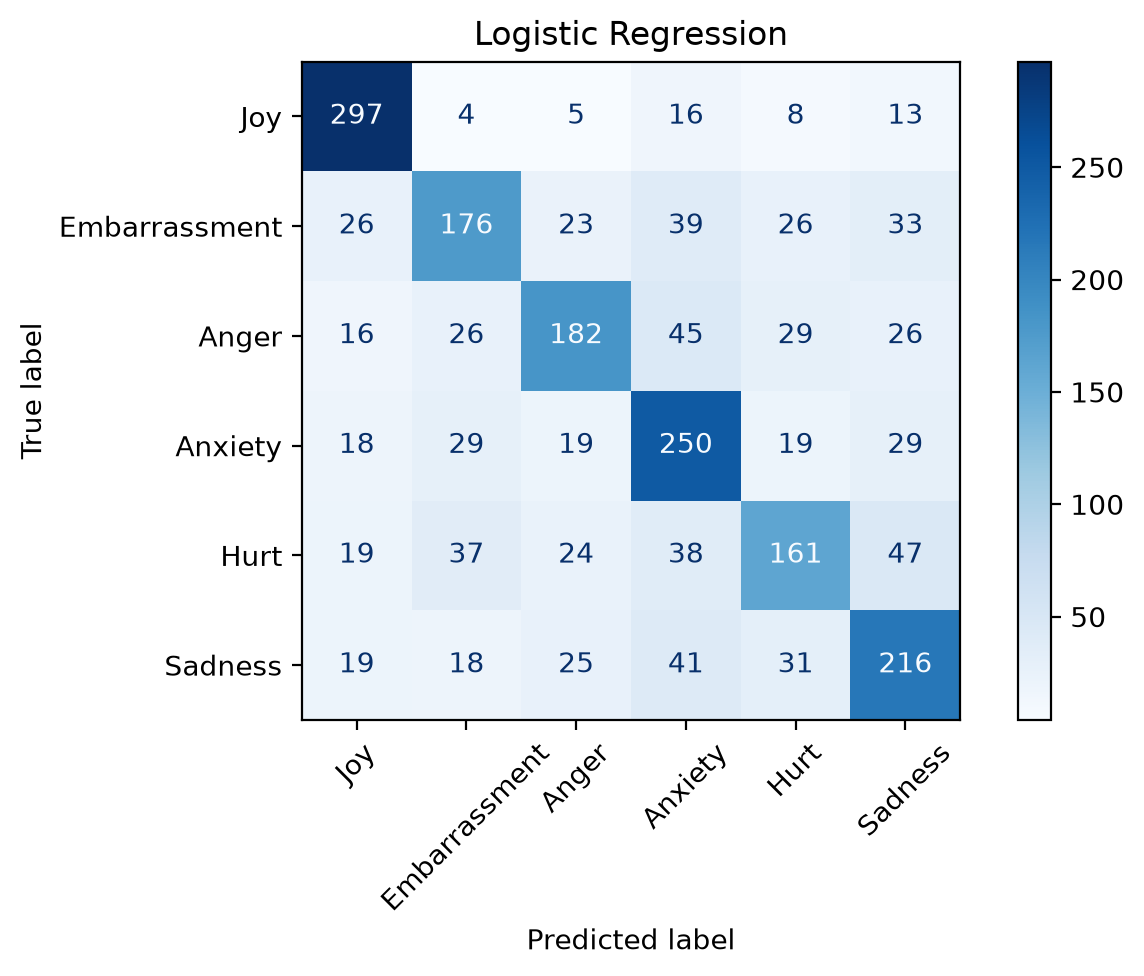 Logistic Regression
Joy 297 4 5 16 8 13
Embarrassment 26 176 23 39 26 33
Anger 16 26 182 45 29 26
Anxiety 18 29 19 250 19 29
Hurt 19 37 24 38 161 47
Sadness 19 18 25 41 31 216
True label
Joy Embarrassment Anger Anxiety Hurt Sadness
Predicted label
250
200
150
100
50